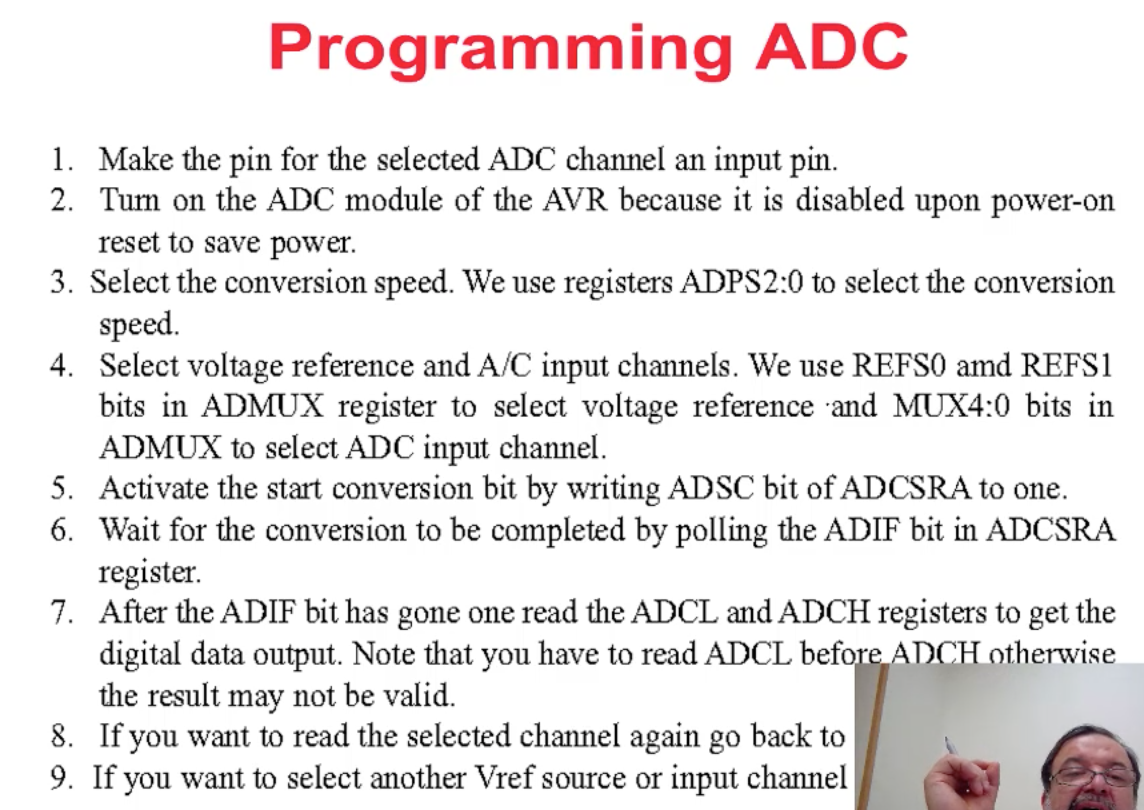 Programming ADC
1. Make the pin for the selected ADC channel an input pin.
2. Turn on the ADC module of the AVR because it is disabled upon power-on
reset to save power.
3. Select the conversion speed. We use registers ADPS2:0 to select the conversion
speed.
4. Select voltage reference and A/C input channels. We use REFS0 amd REFS1
bits in ADMUX register to select voltage reference and MUX4:0 bits in
ADMUX to select ADC input channel.
5. Activate the start conversion bit by writing ADSC bit of ADCSRA to one.
6. Wait for the conversion to be completed by polling the ADIF bit in ADCSRA
register.
7. After the ADIF bit has gone one read the ADCL and ADCH registers to get the
digital data output. Note that you have to read ADCL before ADCH otherwise
the result may not be valid.
8. If you want to read the selected channel again go back to
9. If you want to select another Vref source or input channel